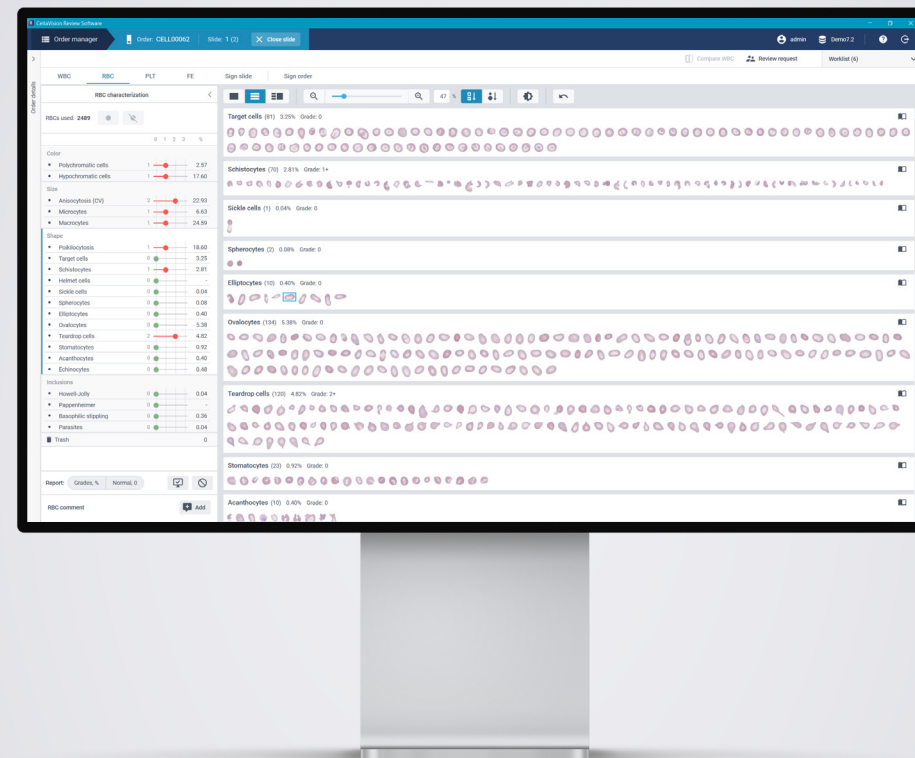 CellaVision Review Software
Order manager
Order: CELL00062
Slide: 1 (2)
Close slide
admin
Demo7.2
Compare WBC
Review request
Worklist (6)
Order details
WBC
RBC
PLT
FE
Sign slide
Sign order
RBC characterization
47 %
RBCs used: 2489
0 1 2 3 %
Color
Polychromatic cells 1 2.57
Hypochromatic cells 1 17.60
Size
Anisocytosis (CV) 2 22.93
Microcytes 1 6.63
Macrocytes 1 24.59
Shape
Poikilocytosis 1 18.60
Target cells 0 3.25
Schistocytes 1 2.81
Helmet cells 0 -
Sickle cells 0 0.04
Spherocytes 0 0.08
Elliptocytes 0 0.40
Ovalocytes 0 5.38
Teardrop cells 2 4.82
Stomatocytes 0 0.92
Acanthocytes 0 0.40
Echinocytes 0 0.48
Inclusions
Howell-Jolly 0 0.04
Pappenheimer 0 -
Basophilic stippling 0 0.36
Parasites 0 0.04
Trash 0
Report: Grades, % Normal, 0
RBC comment
Add
Target cells (81) 3.25% Grade: 0
Schistocytes (70) 2.81% Grade: 1+
Sickle cells (1) 0.04% Grade: 0
Spherocytes (2) 0.08% Grade: 0
Elliptocytes (10) 0.40% Grade: 0
Ovalocytes (134) 5.38% Grade: 0
Teardrop cells (120) 4.82% Grade: 2+
Stomatocytes (23) 0.92% Grade: 0
Acanthocytes (10) 0.40% Grade: 0